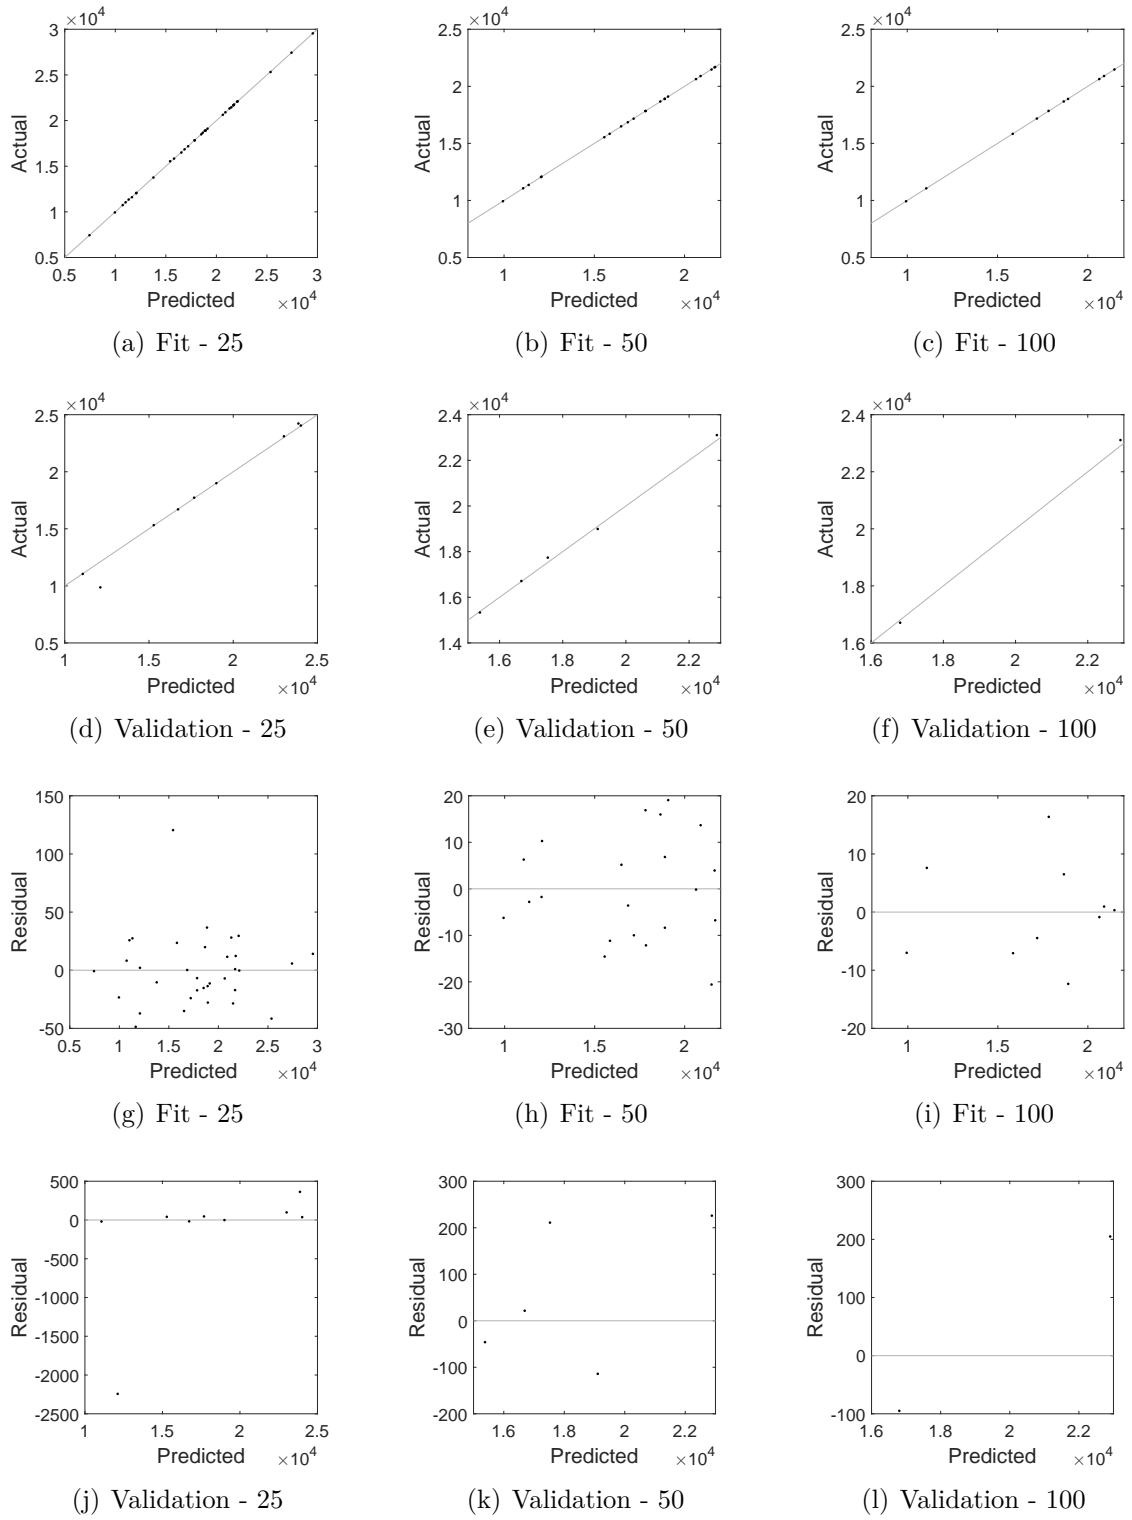 ×10⁴ ×10⁴ ×10⁴
3 2.5 2.5
2.5 2 2
2 1.5 1.5
1.5 1 1
1 0.5 0.5
0.5
Actual Actual Actual
0.5 1 1.5 2 2.5 3 1 1.5 2 1 1.5 2
Predicted ×10⁴ Predicted ×10⁴ Predicted ×10⁴
(a) Fit - 25 (b) Fit - 50 (c) Fit - 100
×10⁴ ×10⁴ ×10⁴
2.5 2.4 2.4
2 2.2 2.2
1.5 2 2
1 1.8 1.8
0.5 1.6 1.6
1.4
Actual Actual Actual
1 1.5 2 2.5 1.6 1.8 2 2.2 1.6 1.8 2 2.2
Predicted ×10⁴ Predicted ×10⁴ Predicted ×10⁴
(d) Validation - 25 (e) Validation - 50 (f) Validation - 100
150 20 20
100 10 10
50 0 0
0 -10 -10
-50 -20 -20
-30
Residual Residual Residual
0.5 1 1.5 2 2.5 3 1 1.5 2 1 1.5 2
Predicted ×10⁴ Predicted ×10⁴ Predicted ×10⁴
(g) Fit - 25 (h) Fit - 50 (i) Fit - 100
500 300 300
0 200 200
-500 100 100
-1000 0 0
-1500 -100 -100
-2000 -200
-2500
Residual Residual Residual
1 1.5 2 2.5 1.6 1.8 2 2.2 1.6 1.8 2 2.2
Predicted ×10⁴ Predicted ×10⁴ Predicted ×10⁴
(j) Validation - 25 (k) Validation - 50 (l) Validation - 100